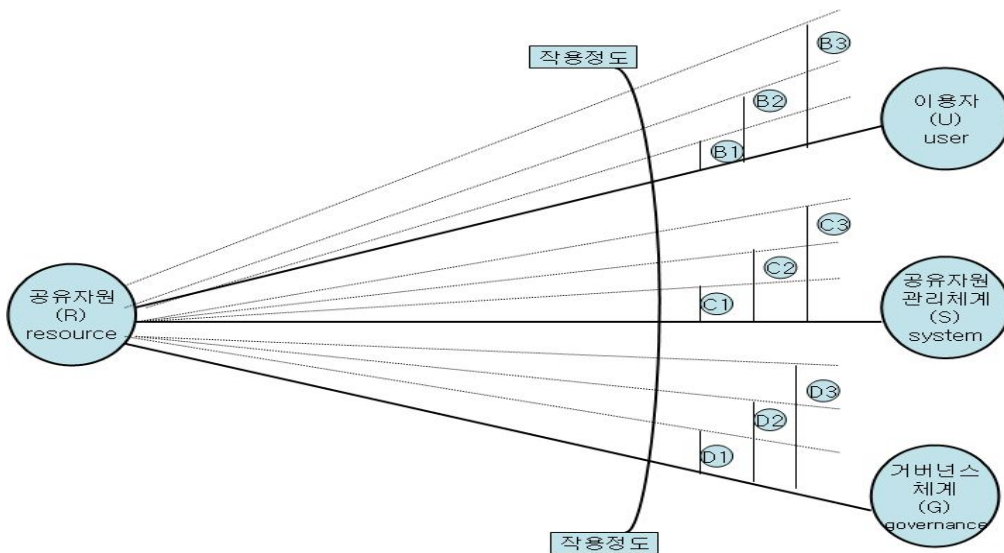 작용정도
B3
B2
B1
이용자
(U)
user
C3
C2
C1
공유자원
(R)
resource
공유자원
관리체계
(S)
system
D3
D2
D1
거버넌스
체계
(G)
governance
작용정도